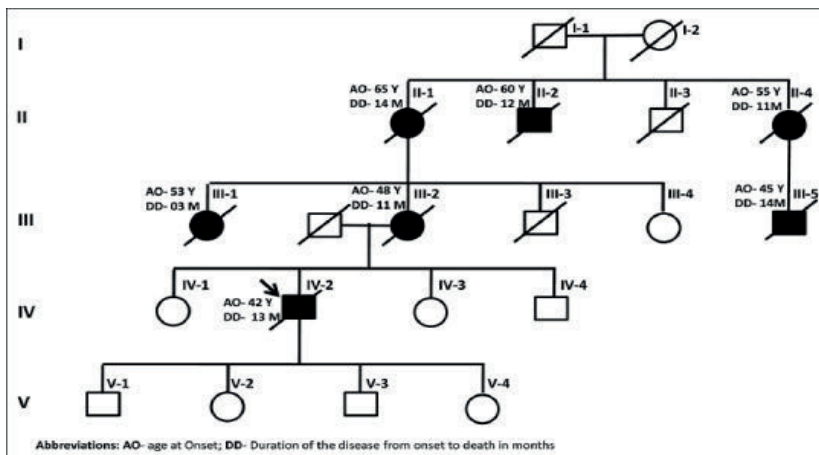 I
I-1
I-2
II
AO- 65 Y
DD- 14 M
II-1
AO- 60 Y
DD- 12 M
II-2
II-3
AO- 55 Y
DD- 11M
II-4
III
AO- 53 Y
DD- 03 M
III-1
AO- 48 Y
DD- 11 M
III-2
III-3
III-4
AO- 45 Y
DD- 14M
III-5
IV
IV-1
AO- 42 Y
DD- 13 M
IV-2
IV-3
IV-4
V
V-1
V-2
V-3
V-4
Abbreviations: AO- age at Onset; DD- Duration of the disease from onset to death in months